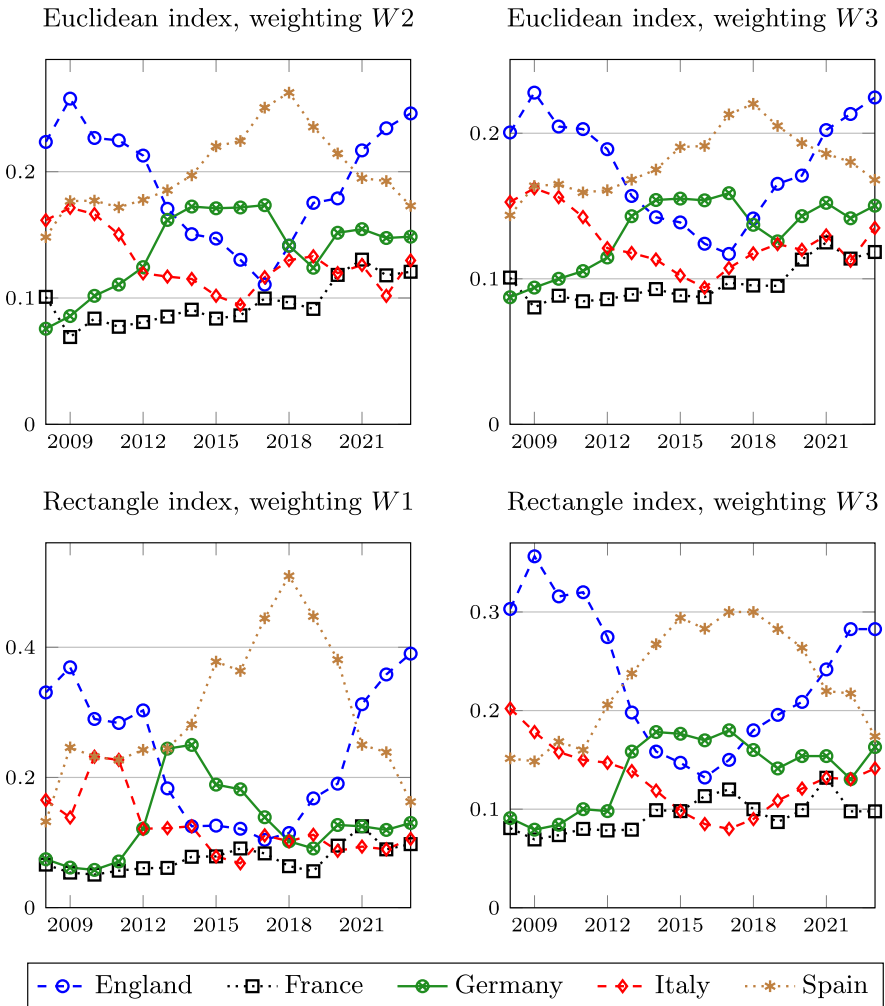 Euclidean index, weighting W2
0.2
0.1
0
2009 2012 2015 2018 2021
Euclidean index, weighting W3
0.2
0.1
0
2009 2012 2015 2018 2021
Rectangle index, weighting W1
0.4
0.2
0
2009 2012 2015 2018 2021
Rectangle index, weighting W3
0.3
0.2
0.1
0
2009 2012 2015 2018 2021
England France Germany Italy Spain